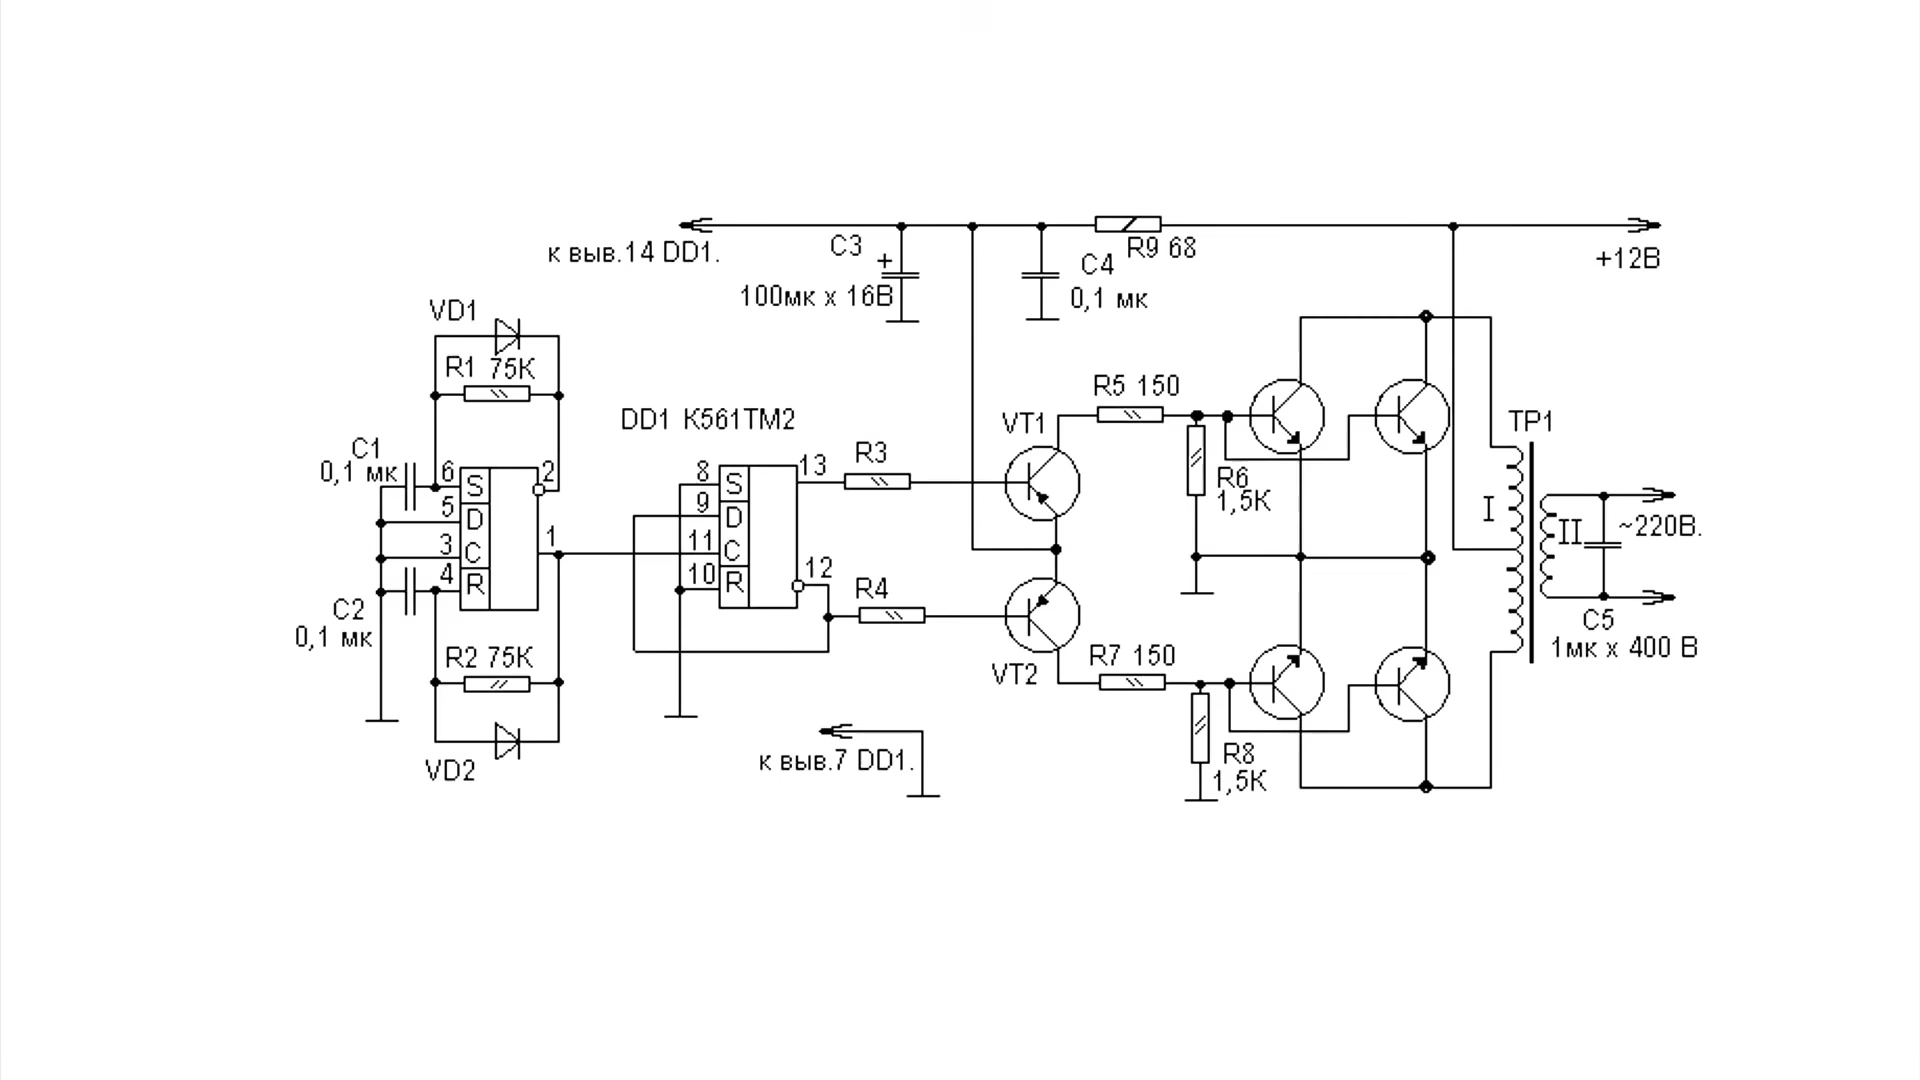 к выв.14 DD1.
C3
+
100мк x 16В
C4
0,1 мк
R9 68
+12В
VD1
R1 75К
C1
0,1 мк
6
S
2
5
D
3
C
1
4
R
C2
0,1 мк
R2 75К
VD2
DD1 К561ТМ2
8
S
13
9
D
11
C
10
R
12
R3
R4
VT1
VT2
R5 150
R6
1,5К
R7 150
R8
1,5К
к выв.7 DD1.
ТР1
I
II
~220В.
C5
1мк x 400 В